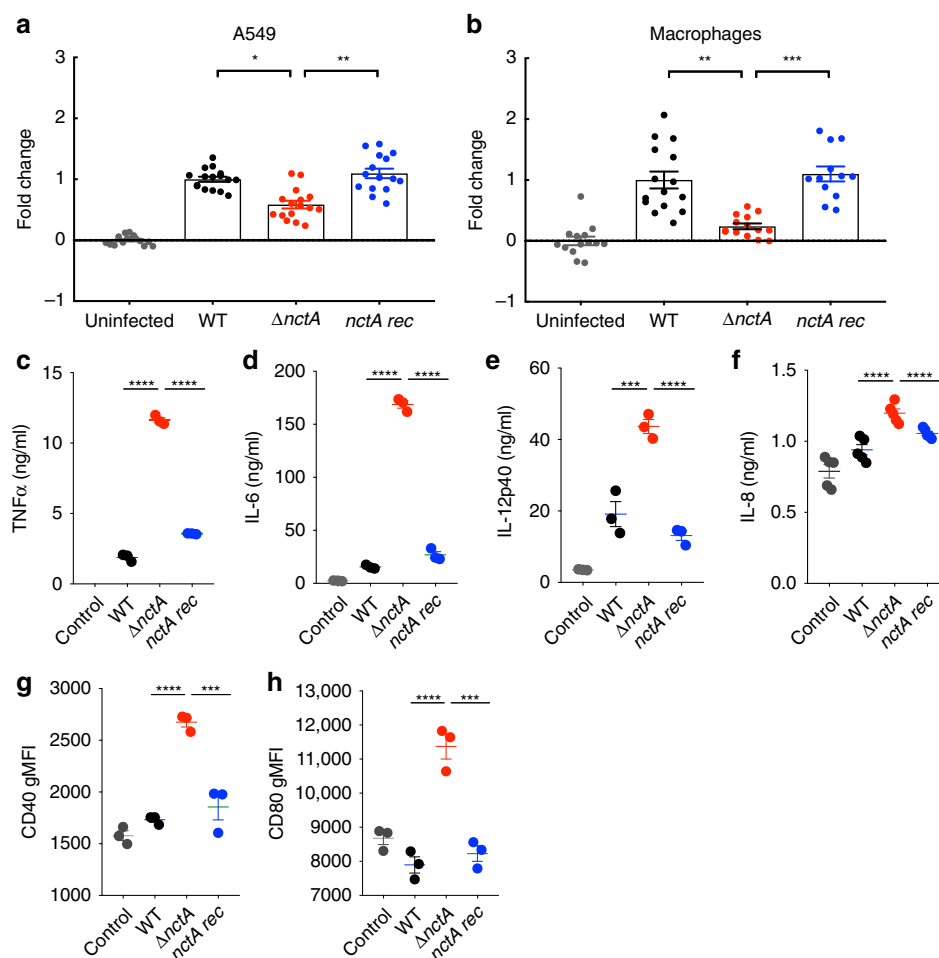 a
A549
Fold change
3
2
1
0
−1
* **
Uninfected WT ΔnctA nctA rec
b
Macrophages
Fold change
3
2
1
0
−1
** ***
Uninfected WT ΔnctA nctA rec
c
TNFα (ng/ml)
15
10
5
0
**** ****
Control WT ΔnctA nctA rec
d
IL-6 (ng/ml)
200
150
100
50
0
**** ****
Control WT ΔnctA nctA rec
e
IL-12p40 (ng/ml)
60
40
20
0
*** ****
Control WT ΔnctA nctA rec
f
IL-8 (ng/ml)
1.5
1.0
0.5
0.0
**** ****
Control WT ΔnctA nctA rec
g
CD40 gMFI
3000
2500
2000
1500
1000
**** ***
Control WT ΔnctA nctA rec
h
CD80 gMFI
13,000
12,000
11,000
10,000
9000
8000
7000
**** ***
Control WT ΔnctA nctA rec